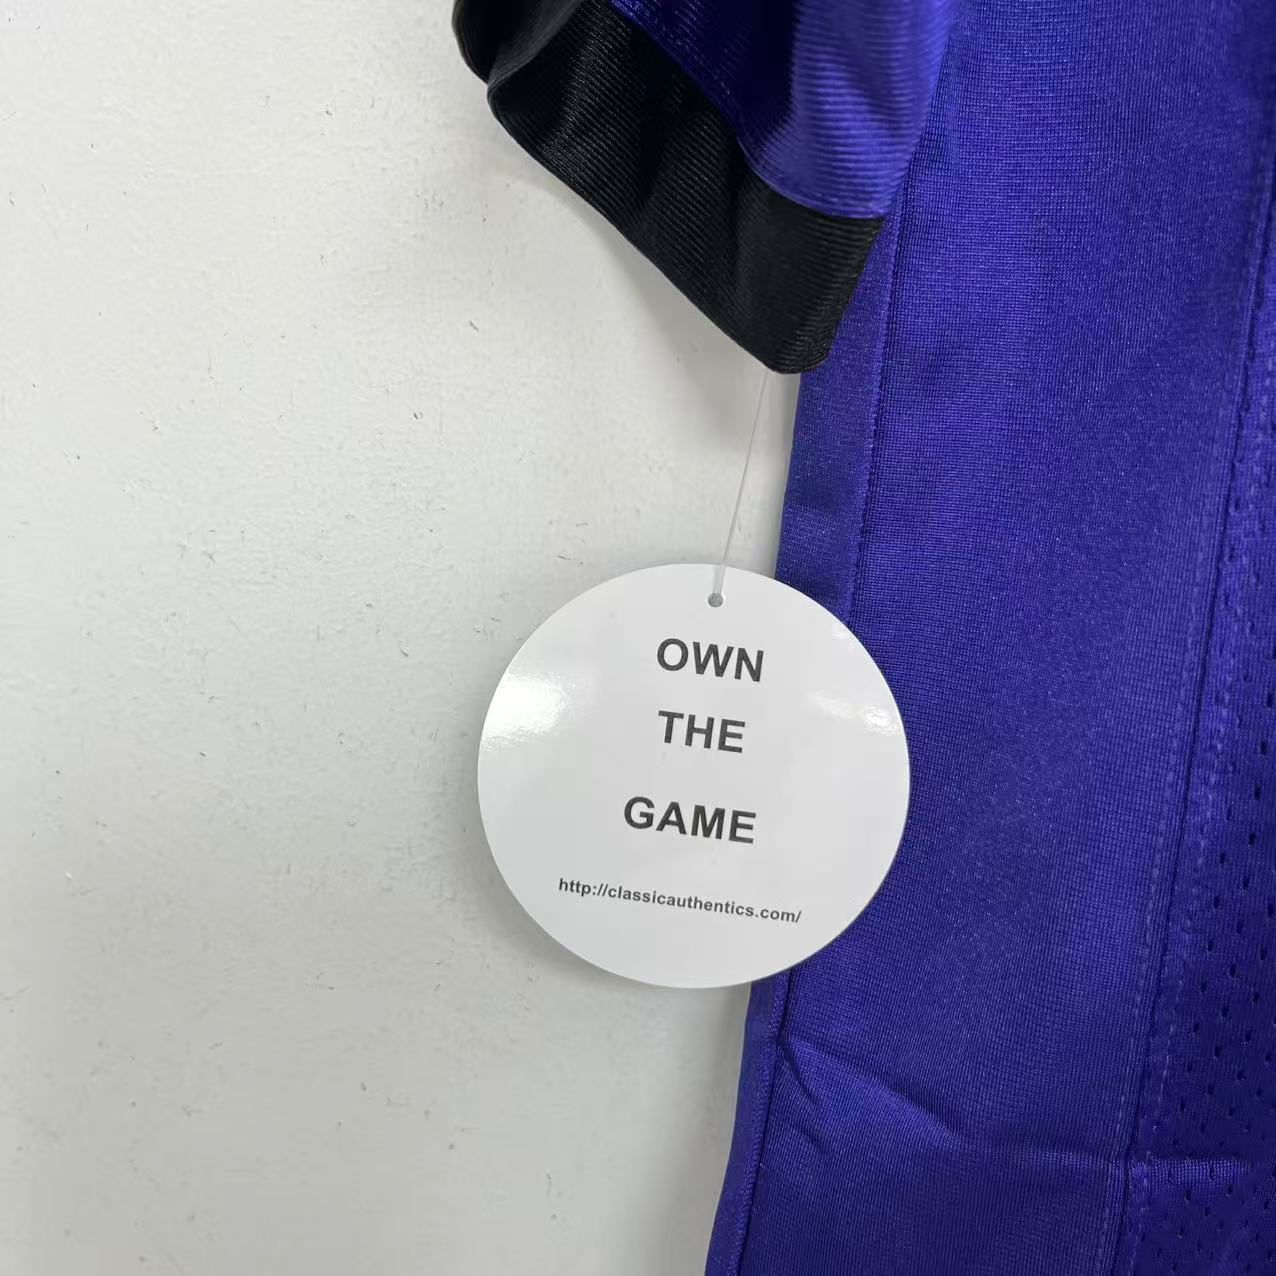 OWN
THE
GAME
http://classicauthentics.com/